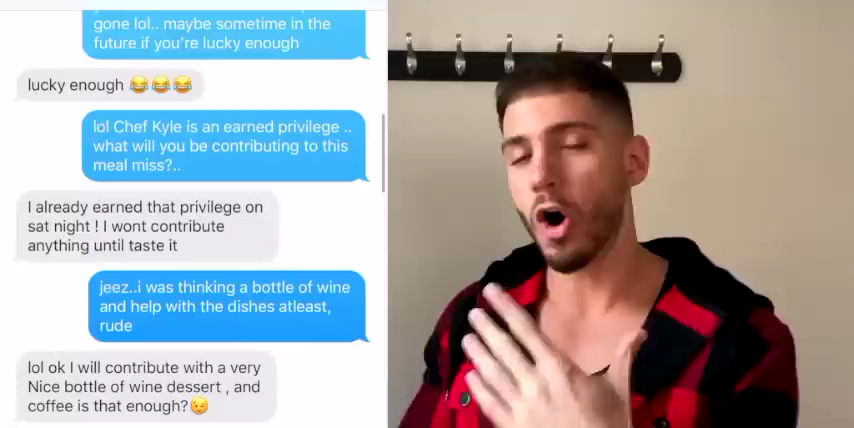 gone lol.. maybe sometime in the
future if you're lucky enough
lucky enough 😂😂😂
lol Chef Kyle is an earned privilege ..
what will you be contributing to this
meal miss?..
I already earned that privilege on
sat night ! I wont contribute
anything until taste it
jeez..i was thinking a bottle of wine
and help with the dishes atleast,
rude
lol ok I will contribute with a very
Nice bottle of wine dessert , and
coffee is that enough?😉